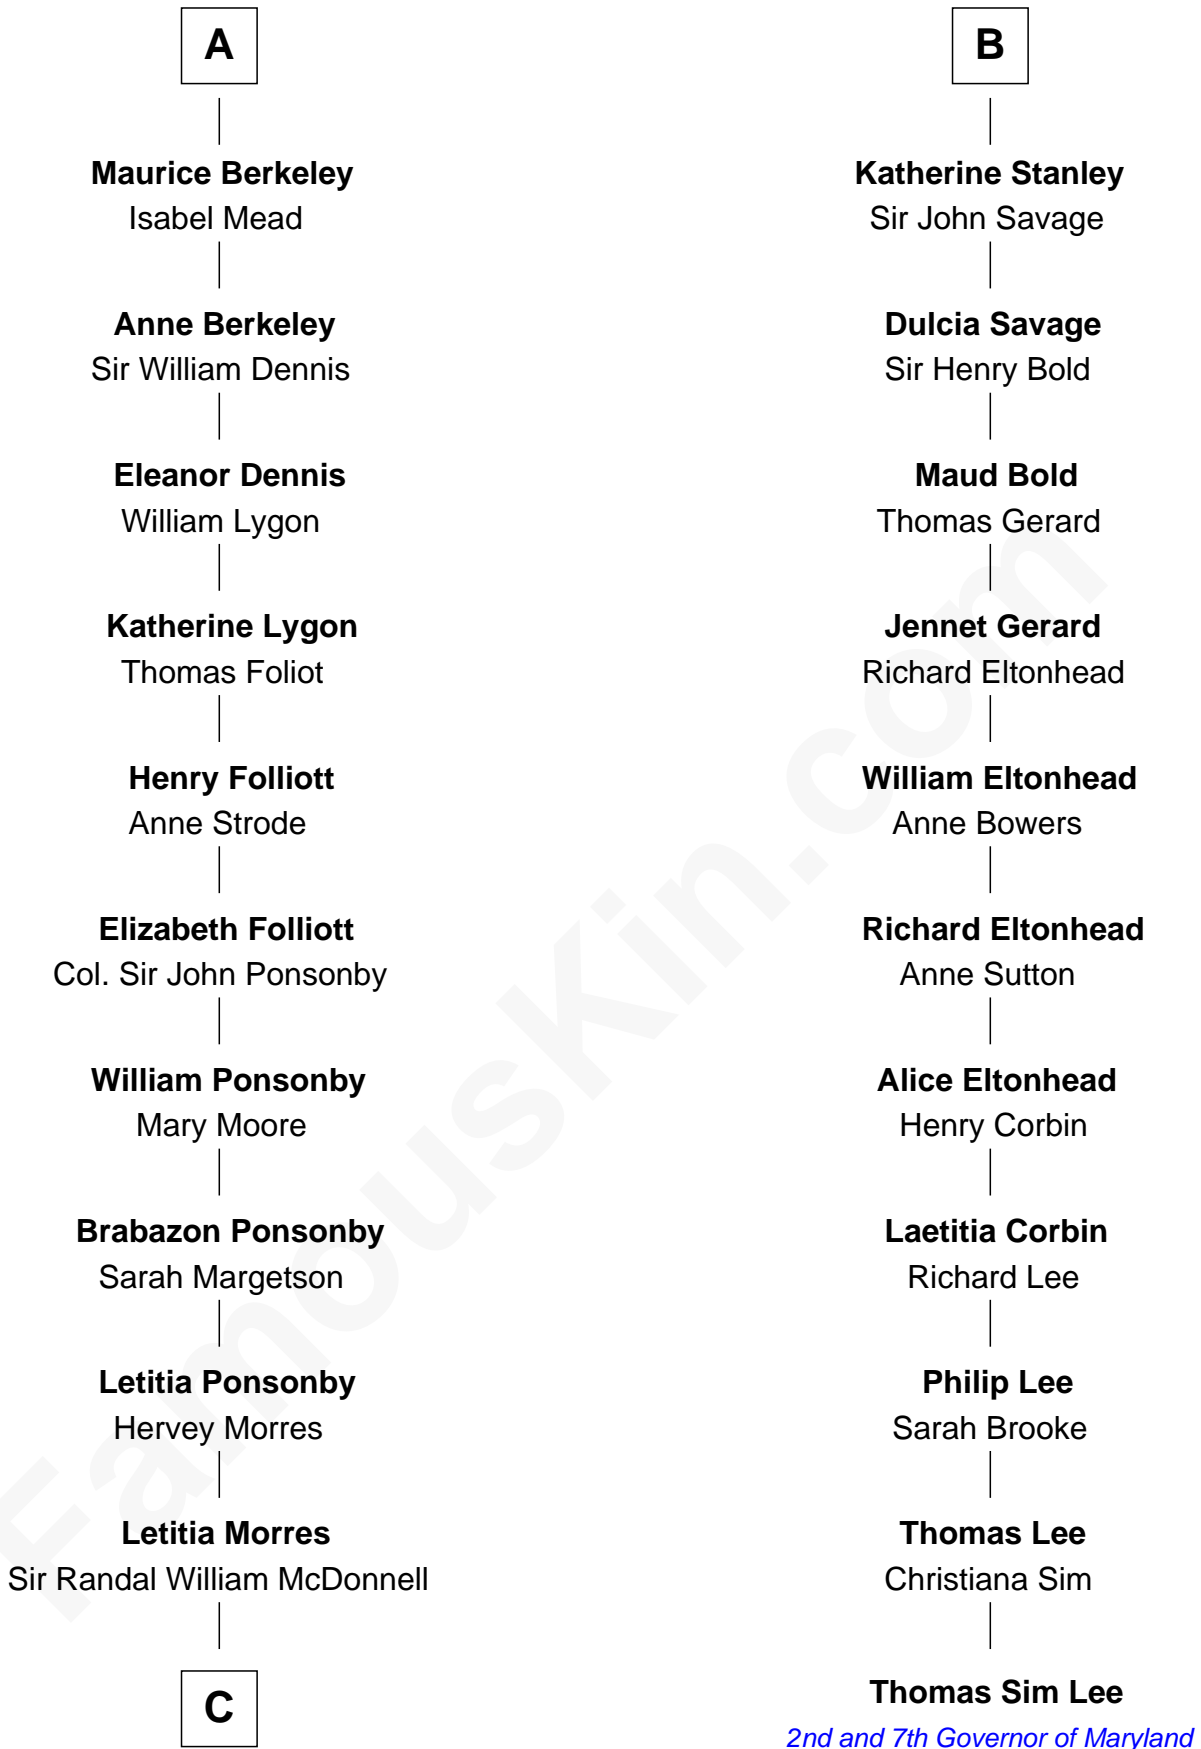 A
Maurice Berkeley
Isabel Mead
Anne Berkeley
Sir William Dennis
Eleanor Dennis
William Lygon
Katherine Lygon
Thomas Foliot
Henry Folliott
Anne Strode
Elizabeth Folliott
Col. Sir John Ponsonby
William Ponsonby
Mary Moore
Brabazon Ponsonby
Sarah Margetson
Letitia Ponsonby
Hervey Morres
Letitia Morres
Sir Randal William McDonnell
C
B
Katherine Stanley
Sir John Savage
Dulcia Savage
Sir Henry Bold
Maud Bold
Thomas Gerard
Jennet Gerard
Richard Eltonhead
William Eltonhead
Anne Bowers
Richard Eltonhead
Anne Sutton
Alice Eltonhead
Henry Corbin
Laetitia Corbin
Richard Lee
Philip Lee
Sarah Brooke
Thomas Lee
Christiana Sim
Thomas Sim Lee
2nd and 7th Governor of Maryland
FamousKin.com